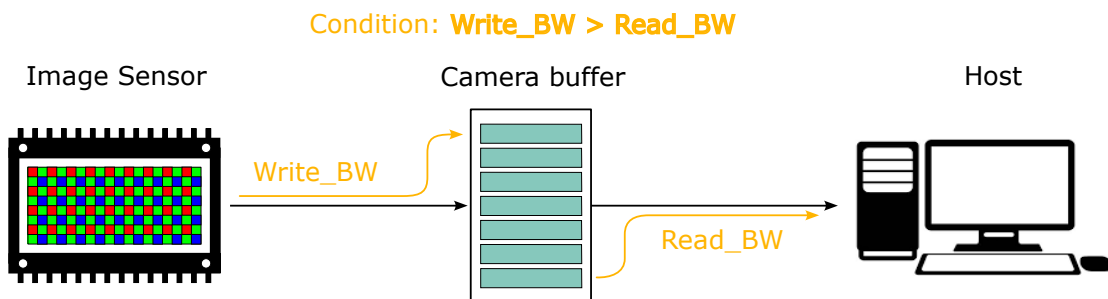 Condition: Write_BW > Read_BW
Image Sensor
Camera buffer
Host
Write_BW
Read_BW